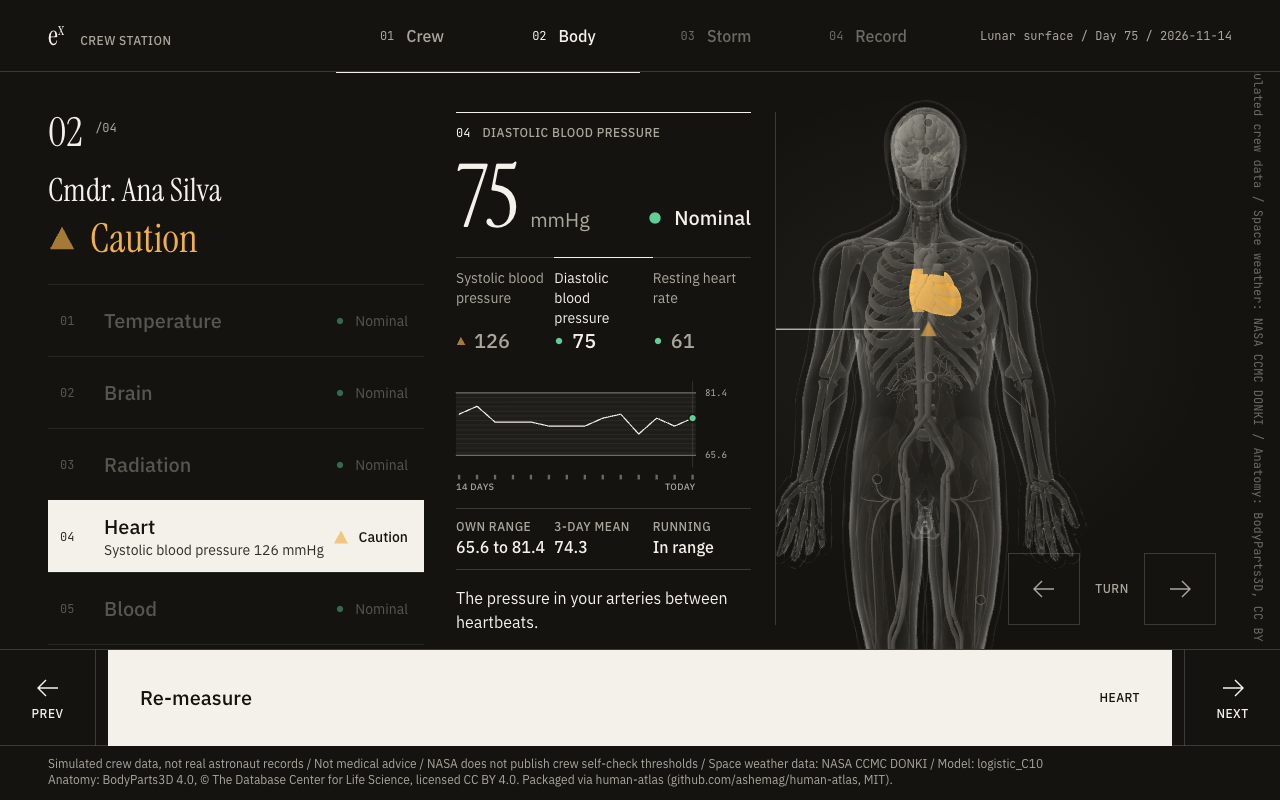 e^x CREW STATION
01 Crew
02 Body
03 Storm
04 Record
Lunar surface / Day 75 / 2026-11-14
02 /04
Cmdr. Ana Silva
Caution
01 Temperature Nominal
02 Brain Nominal
03 Radiation Nominal
04 Heart Caution
Systolic blood pressure 126 mmHg
05 Blood Nominal
04 DIASTOLIC BLOOD PRESSURE
75 mmHg Nominal
Systolic blood
pressure
126
Diastolic
blood
pressure
75
Resting heart
rate
61
81.4
65.6
14 DAYS TODAY
OWN RANGE 3-DAY MEAN RUNNING
65.6 to 81.4 74.3 In range
The pressure in your arteries between
heartbeats.
TURN
ulated crew data / Space weather: NASA CCMC DONKI / Anatomy: BodyParts3D, CC BY
PREV
Re-measure HEART
NEXT
Simulated crew data, not real astronaut records / Not medical advice / NASA does not publish crew self-check thresholds / Space weather data: NASA CCMC DONKI / Model: logistic_C10
Anatomy: BodyParts3D 4.0, © The Database Center for Life Science, licensed CC BY 4.0. Packaged via human-atlas (github.com/ashemag/human-atlas, MIT).